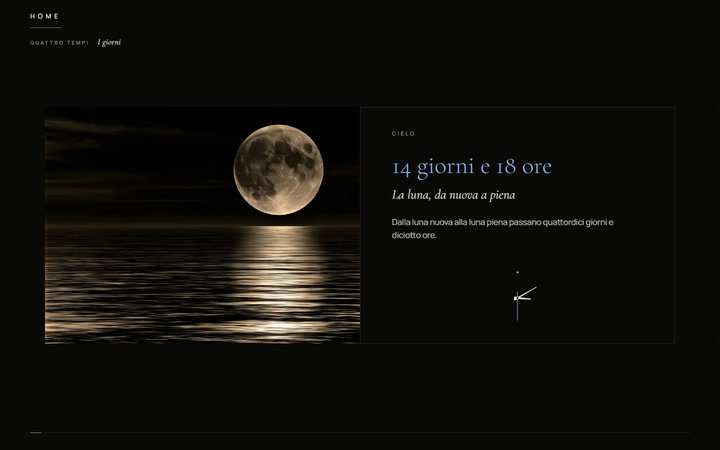 HOME
QUATTRO TEMPI I giorni
CIELO
14 giorni e 18 ore
La luna, da nuova a piena
Dalla luna nuova alla luna piena passano quattordici giorni e
diciotto ore.